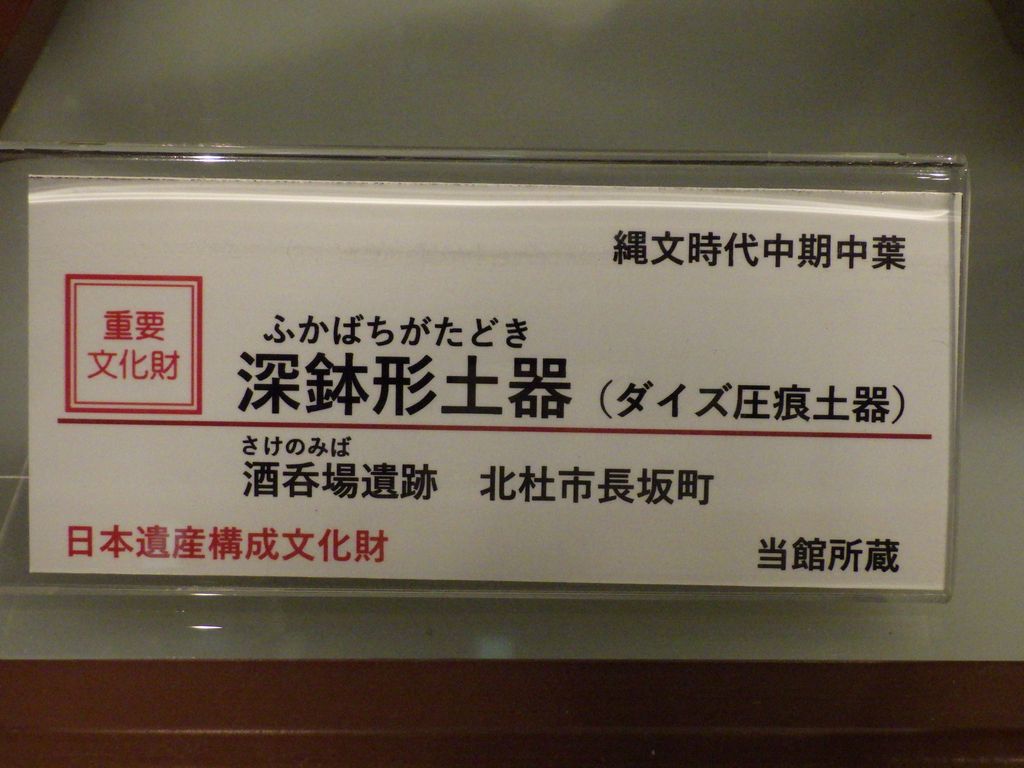 縄文時代中期中葉
重要
文化財
ふかばちがたどき
深鉢形土器（ダイズ圧痕土器）
さけのみば
酒呑場遺跡　北杜市長坂町
日本遺産構成文化財
当館所蔵